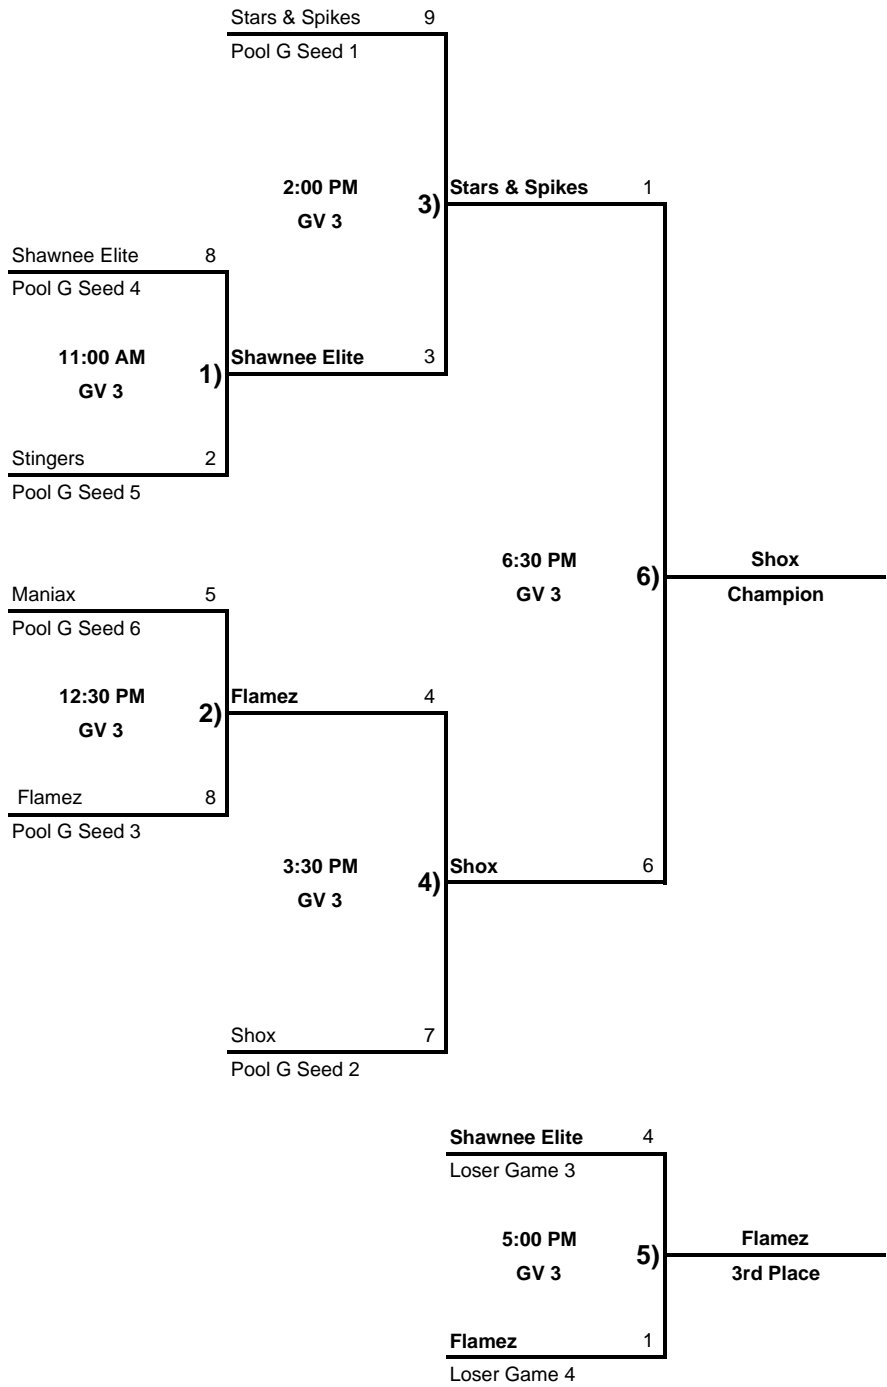 Stars & Spikes 9
Pool G Seed 1
2:00 PM
GV 3
3)
Stars & Spikes 1
Shawnee Elite 8
Pool G Seed 4
11:00 AM
GV 3
1)
Shawnee Elite 3
Stingers 2
Pool G Seed 5
6:30 PM
GV 3
6)
Shox
Champion
Maniax 5
Pool G Seed 6
12:30 PM
GV 3
2)
Flamez 4
Flamez 8
Pool G Seed 3
3:30 PM
GV 3
4)
Shox 6
Shox 7
Pool G Seed 2
Shawnee Elite 4
Loser Game 3
5:00 PM
GV 3
5)
Flamez
3rd Place
Flamez 1
Loser Game 4